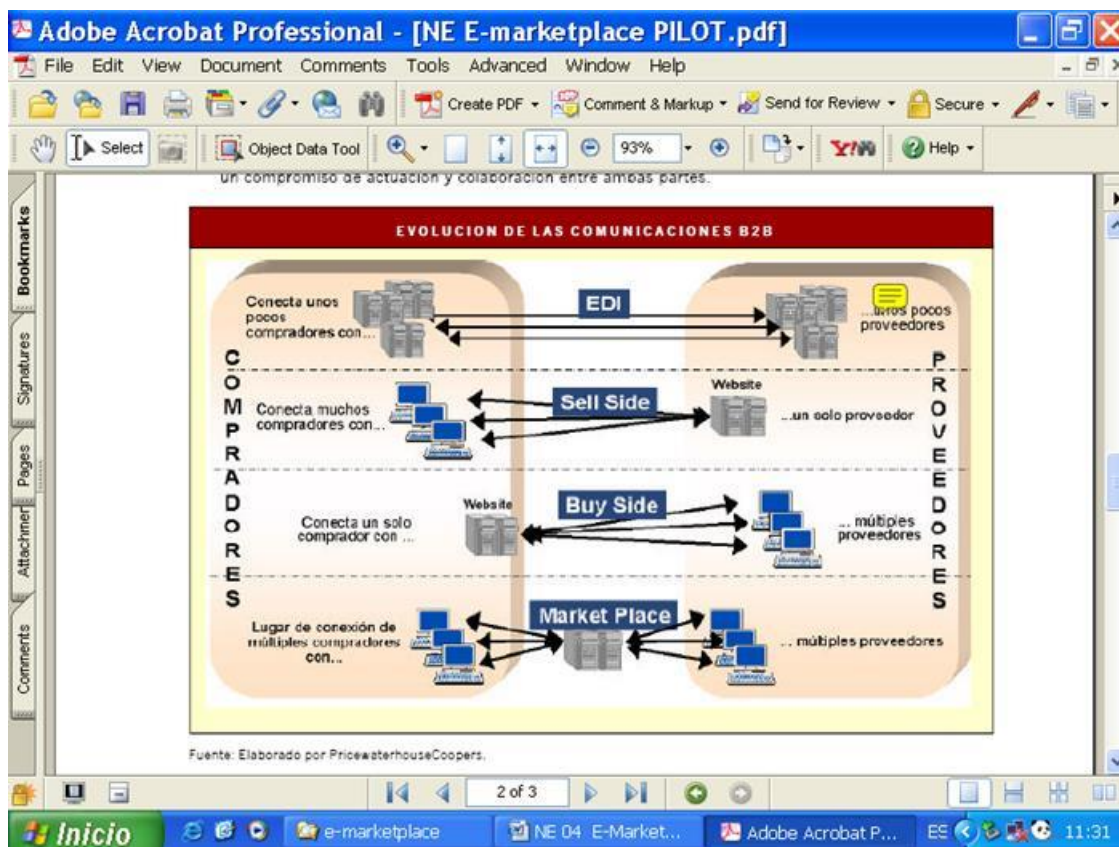 Adobe Acrobat Professional - [NE E-marketplace PILOT.pdf]
File Edit View Document Comments Tools Advanced Window Help
Create PDF Comment & Markup Send for Review Secure
Select Object Data Tool 93% Y! Help
un compromiso de actuación y colaboración entre ambas partes.
EVOLUCION DE LAS COMUNICACIONES B2B
Conecta unos
pocos
compradores con...
EDI
...unos pocos
proveedores
COMPRADORES
PROVEEDORES
Conecta muchos
compradores con...
Sell Side
Website
...un solo proveedor
Conecta un solo
comprador con ...
Website
Buy Side
... múltiples
proveedores
Lugar de conexión de
múltiples compradores
con...
Market Place
... múltiples proveedores
Fuente: Elaborado por PricewaterhouseCoopers.
Bookmarks
Signatures
Pages
Attachmen
Comments
2 of 3
Inicio e-marketplace NE 04 E-Market... Adobe Acrobat P... ES 11:31